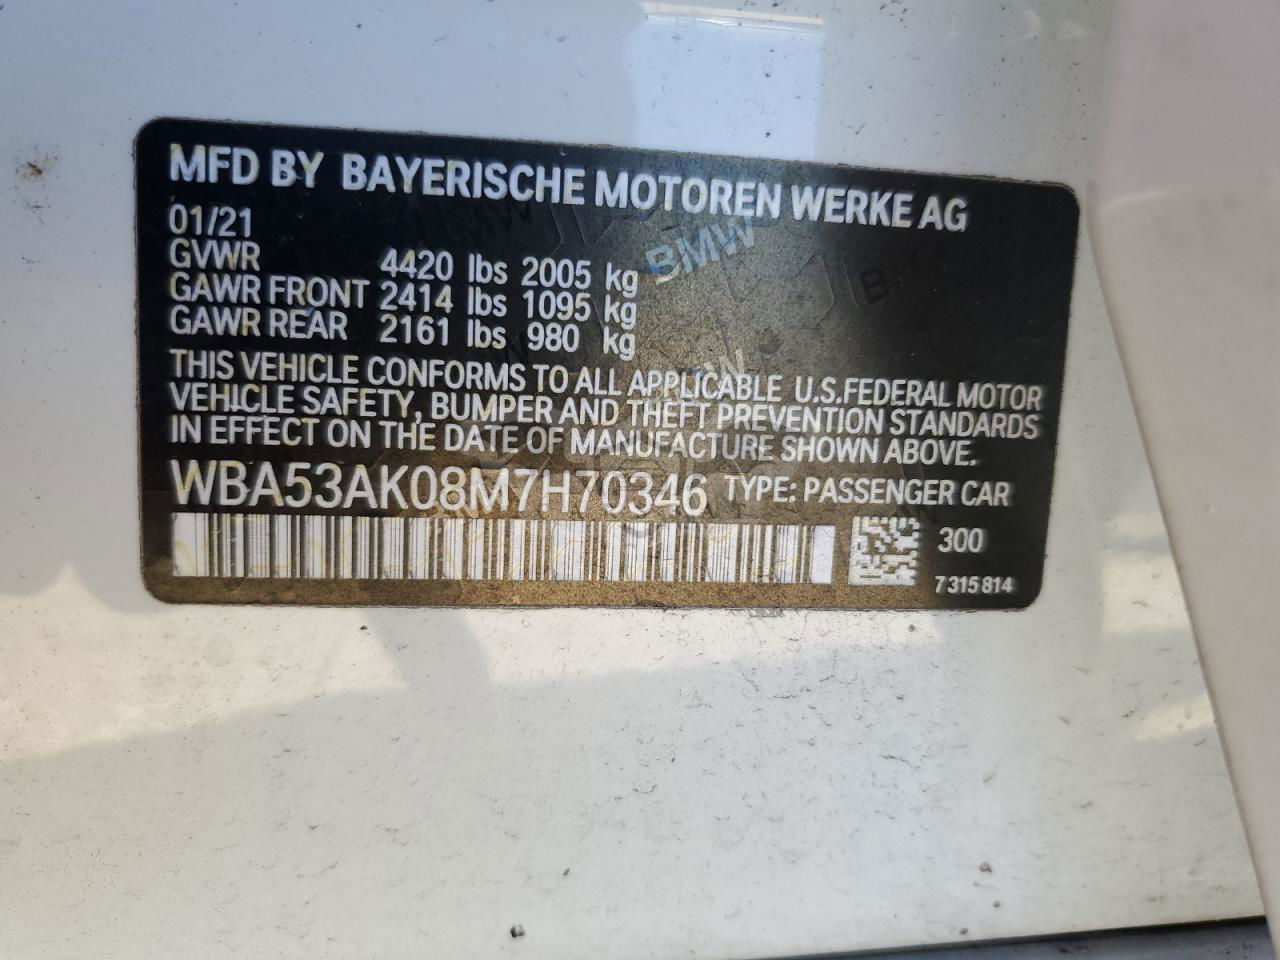 MFD BY BAYERISCHE MOTOREN WERKE AG
01/21
GVWR 4420 lbs 2005 kg
GAWR FRONT 2414 lbs 1095 kg
GAWR REAR 2161 lbs 980 kg
THIS VEHICLE CONFORMS TO ALL APPLICABLE U.S.FEDERAL MOTOR
VEHICLE SAFETY, BUMPER AND THEFT PREVENTION STANDARDS
IN EFFECT ON THE DATE OF MANUFACTURE SHOWN ABOVE.
WBA53AK08M7H70346 TYPE: PASSENGER CAR
300
7 315 814
BMW